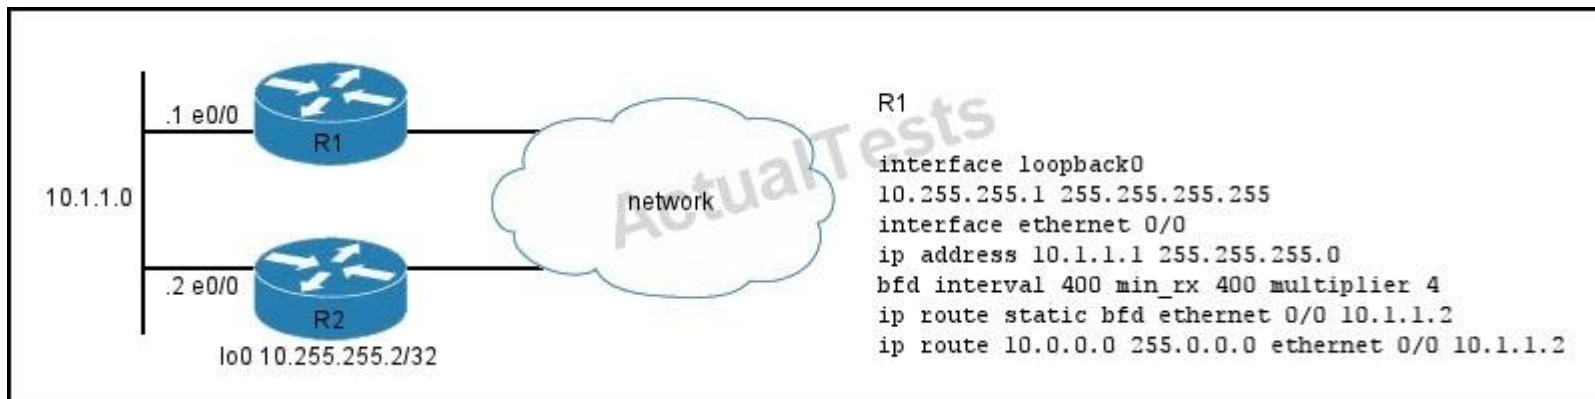 .1 e0/0
R1
10.1.1.0
network
.2 e0/0
R2
lo0 10.255.255.2/32
ActualTests
R1
interface loopback0
10.255.255.1 255.255.255.255
interface ethernet 0/0
ip address 10.1.1.1 255.255.255.0
bfd interval 400 min_rx 400 multiplier 4
ip route static bfd ethernet 0/0 10.1.1.2
ip route 10.0.0.0 255.0.0.0 ethernet 0/0 10.1.1.2